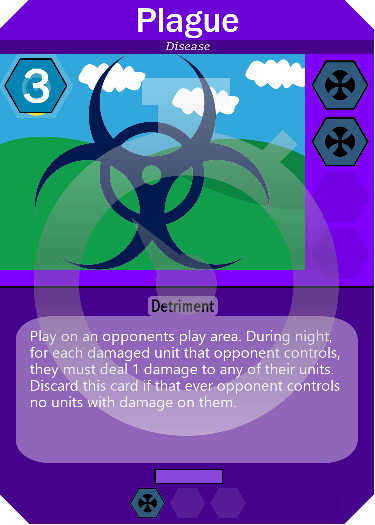 Plague
Disease
3
Detriment
Play on an opponents play area. During night,
for each damaged unit that opponent controls,
they must deal 1 damage to any of their units.
Discard this card if that ever opponent controls
no units with damage on them.